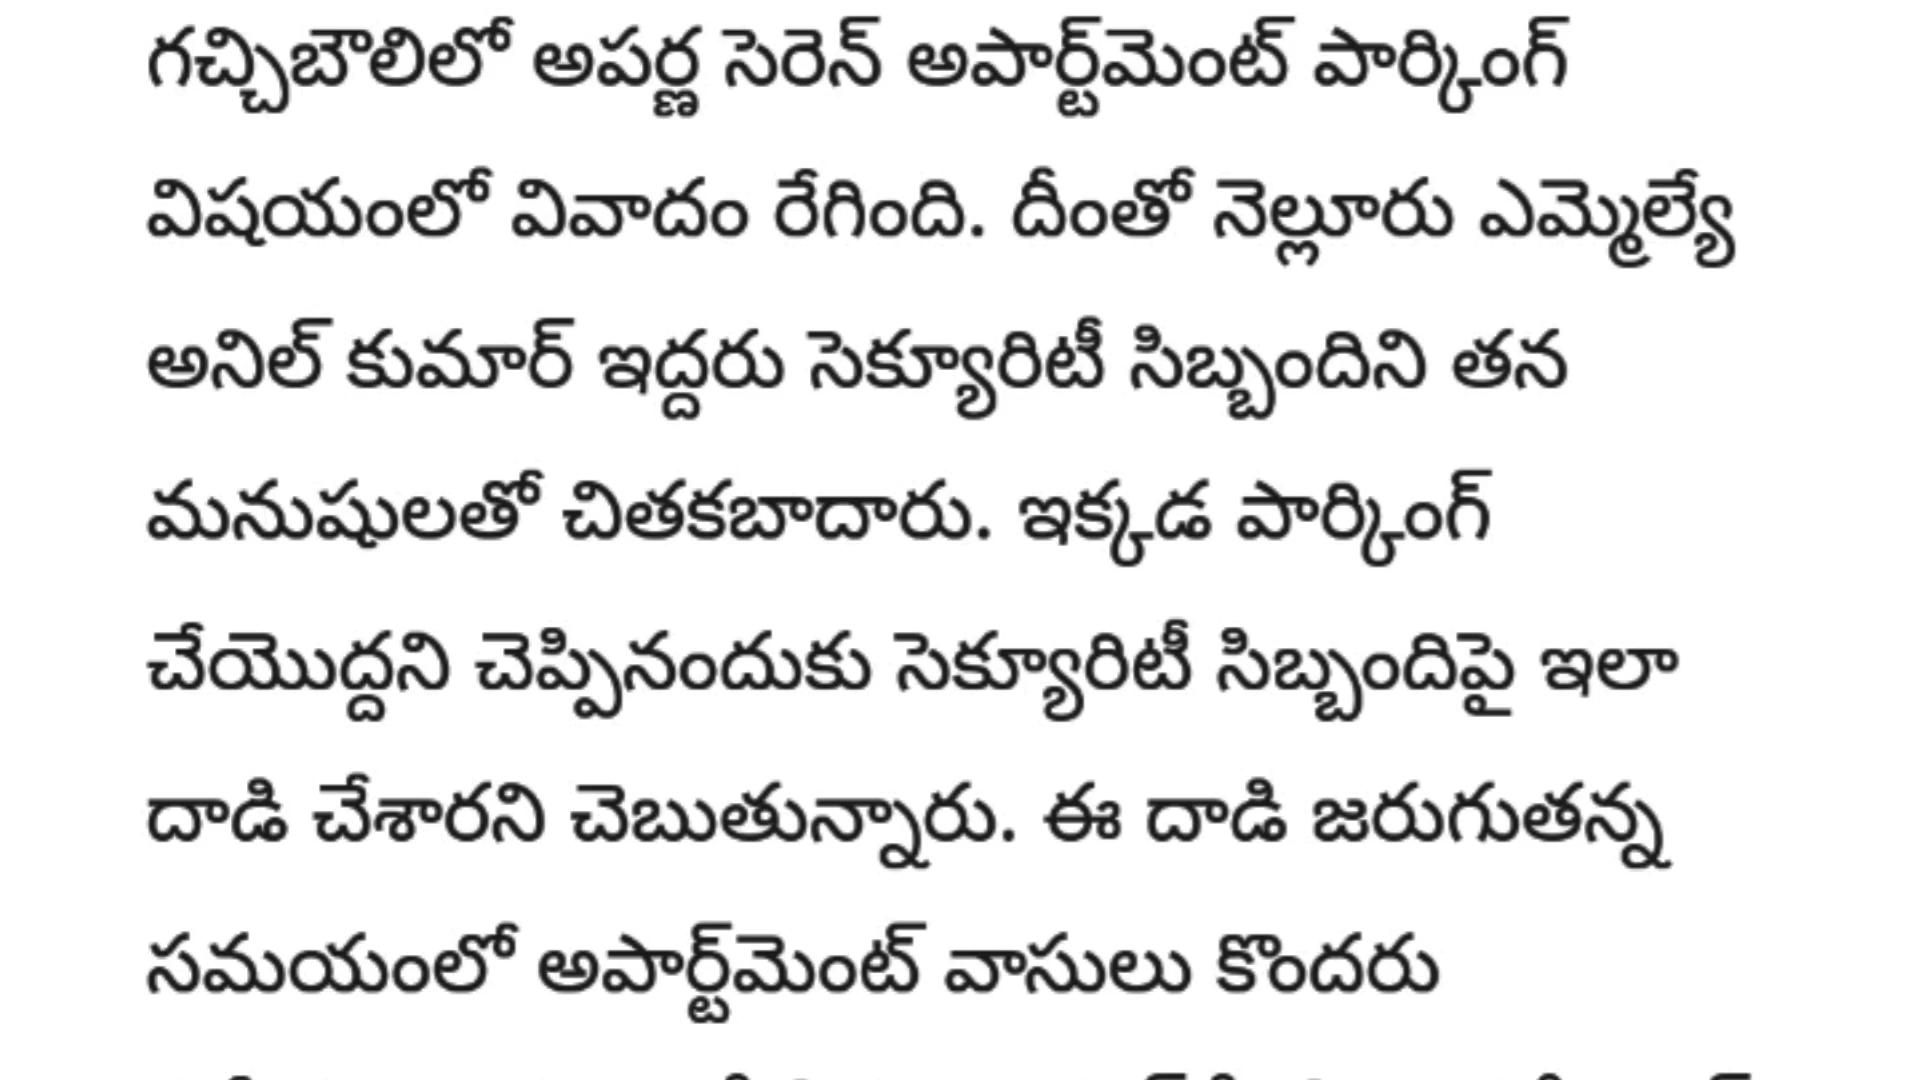 గచ్చిబౌలిలో అపర్ణ సెరెన్ అపార్ట్‌మెంట్ పార్కింగ్
విషయంలో వివాదం రేగింది. దీంతో నెల్లూరు ఎమ్మెల్యే
అనిల్ కుమార్ ఇద్దరు సెక్యూరిటీ సిబ్బందిని తన
మనుషులతో చితకబాదారు. ఇక్కడ పార్కింగ్
చేయొద్దని చెప్పినందుకు సెక్యూరిటీ సిబ్బందిపై ఇలా
దాడి చేశారని చెబుతున్నారు. ఈ దాడి జరుగుతన్న
సమయంలో అపార్ట్‌మెంట్ వాసులు కొందరు